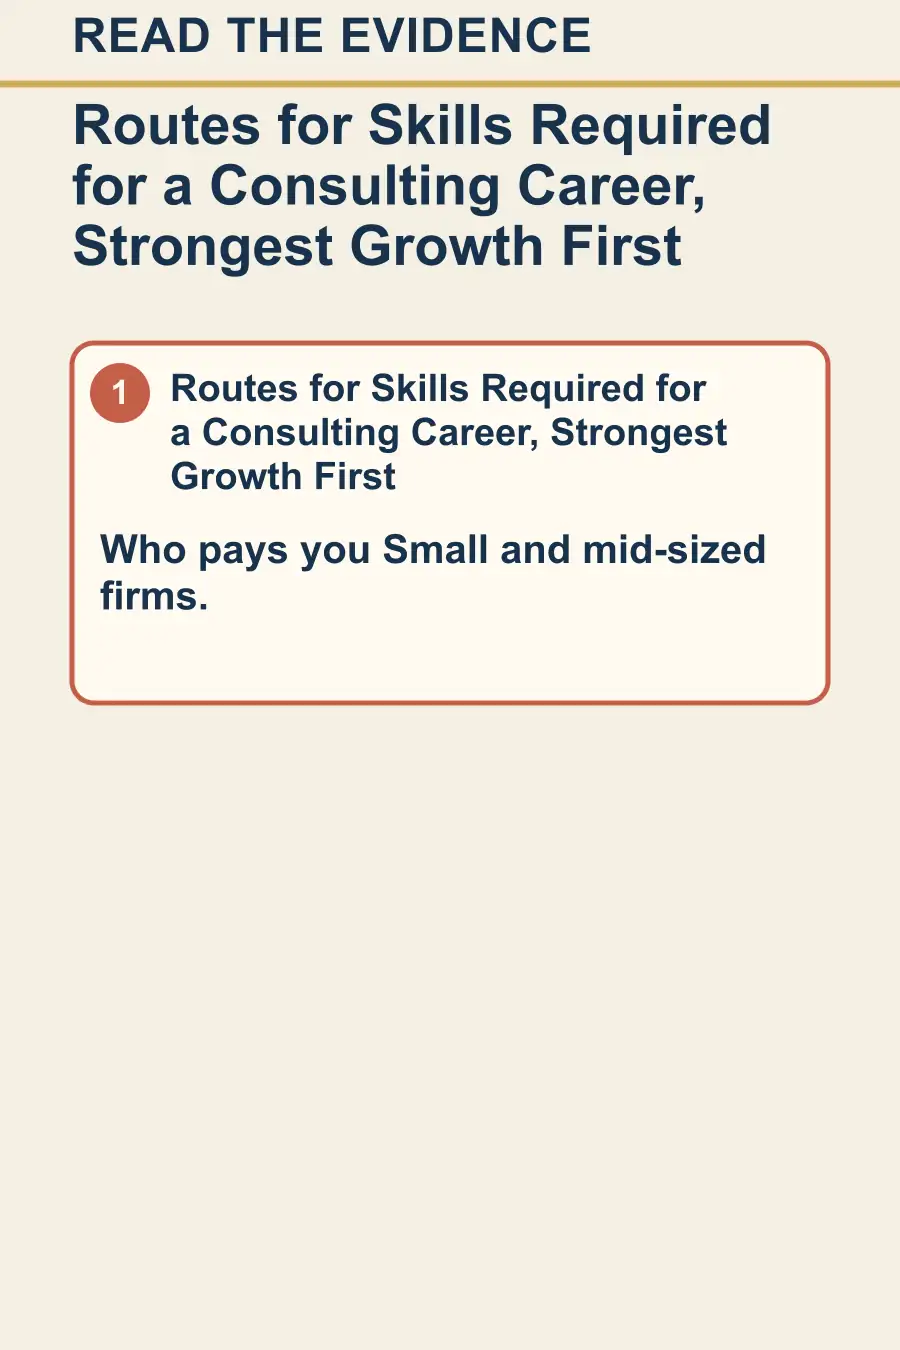 READ THE EVIDENCE
Routes for Skills Required
for a Consulting Career,
Strongest Growth First
1
Routes for Skills Required for
a Consulting Career, Strongest
Growth First
Who pays you Small and mid-sized
firms.